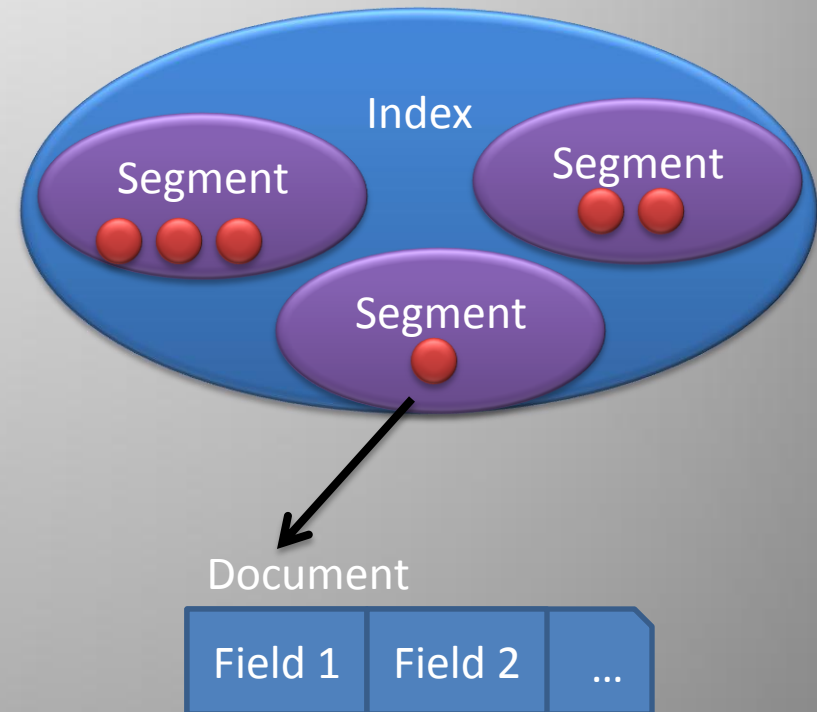 Index
Segment
Segment
Segment
Document
Field 1
Field 2
...